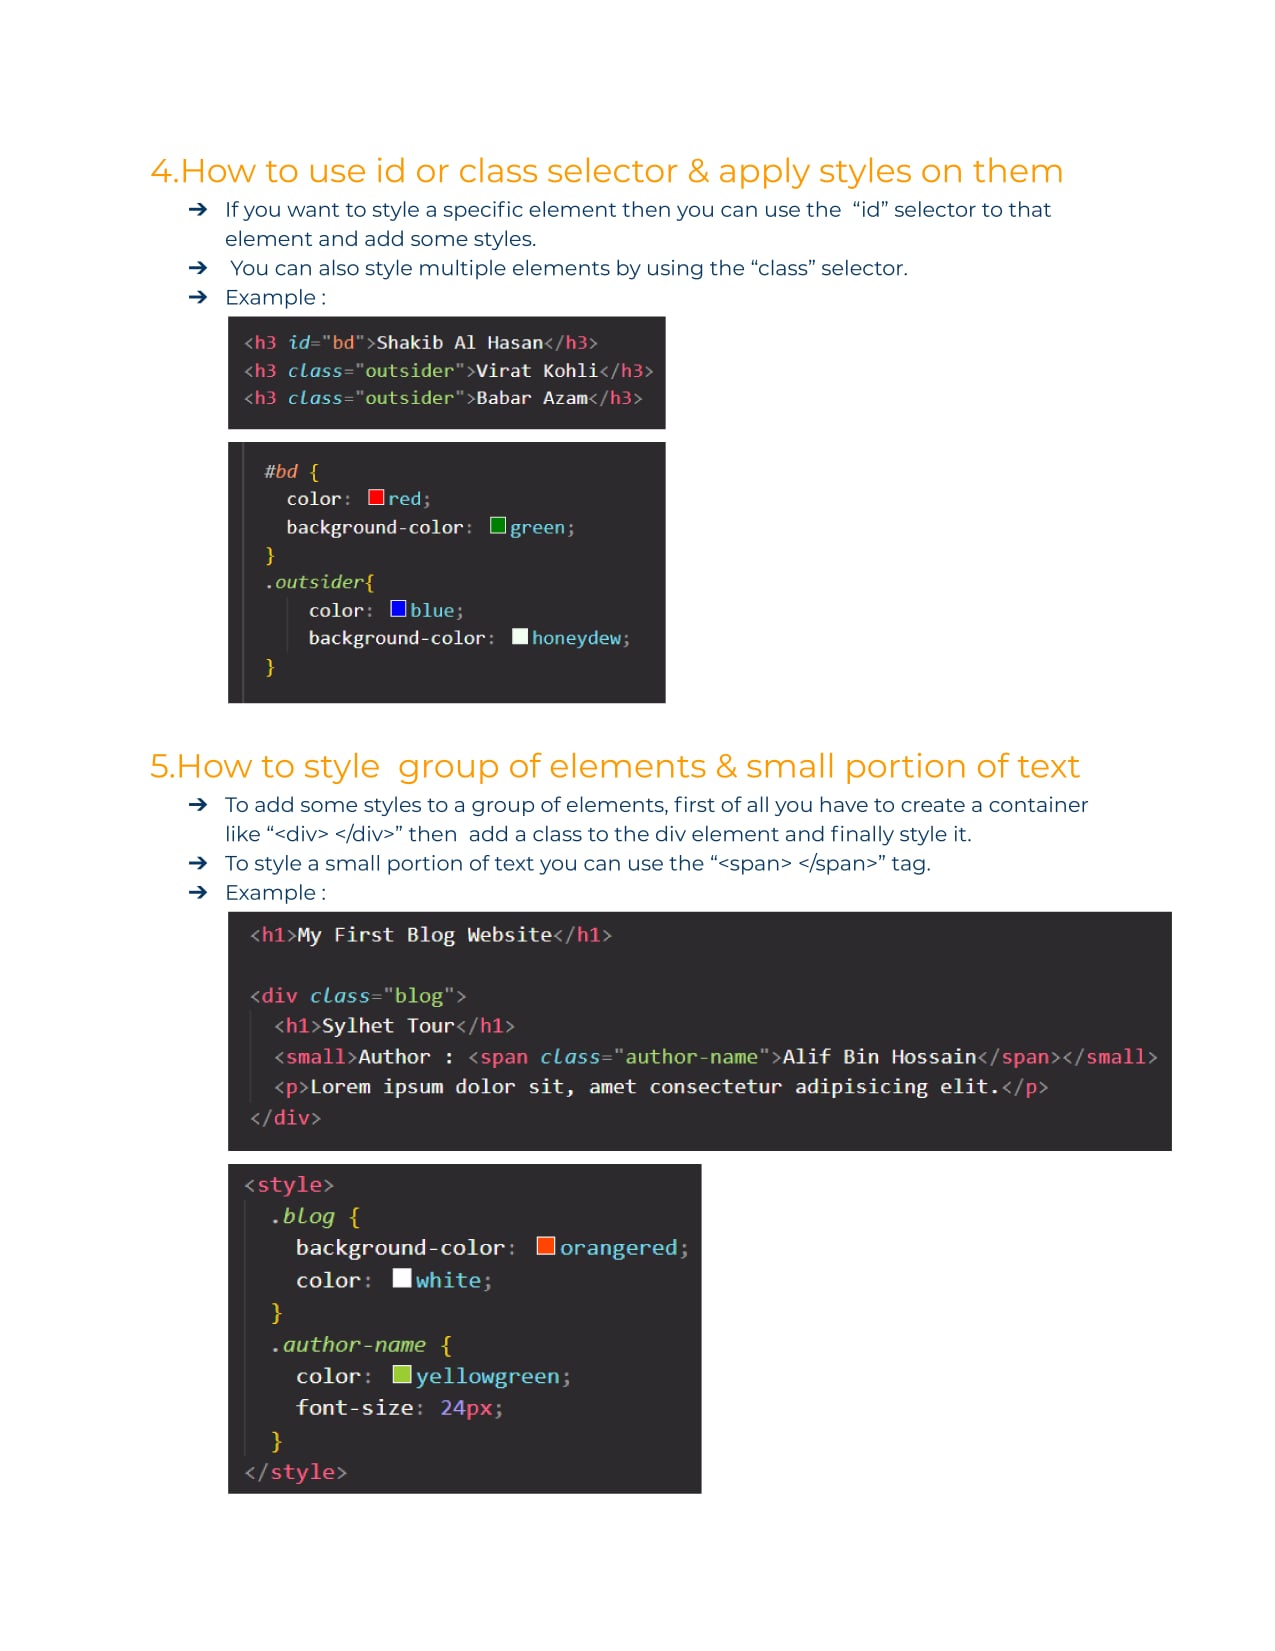 4.How to use id or class selector & apply styles on them
➔ If you want to style a specific element then you can use the  “id” selector to that
element and add some styles.
➔  You can also style multiple elements by using the “class” selector.
➔ Example :
<h3 id="bd">Shakib Al Hasan</h3>
<h3 class="outsider">Virat Kohli</h3>
<h3 class="outsider">Babar Azam</h3>
#bd {
color: red;
background-color: green;
}
.outsider{
color: blue;
background-color: honeydew;
}
5.How to style  group of elements & small portion of text
➔ To add some styles to a group of elements, first of all you have to create a container
like “<div> </div>” then  add a class to the div element and finally style it.
➔ To style a small portion of text you can use the “<span> </span>” tag.
➔ Example :
<h1>My First Blog Website</h1>
<div class="blog">
<h1>Sylhet Tour</h1>
<small>Author : <span class="author-name">Alif Bin Hossain</span></small>
<p>Lorem ipsum dolor sit, amet consectetur adipisicing elit.</p>
</div>
<style>
.blog {
background-color: orangered;
color: white;
}
.author-name {
color: yellowgreen;
font-size: 24px;
}
</style>